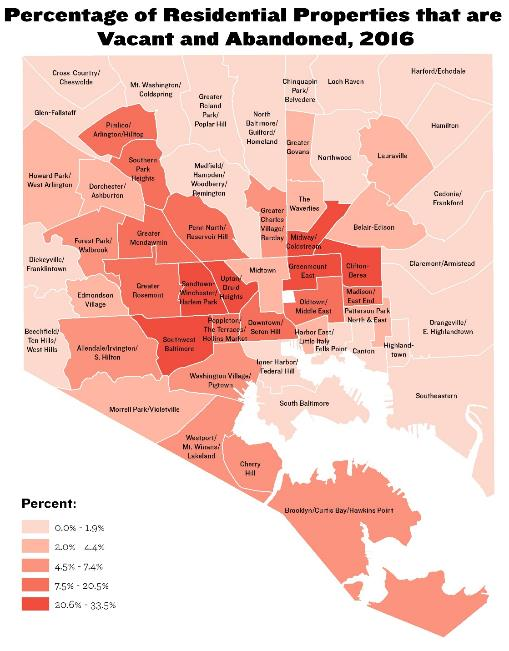 Percentage of Residential Properties that are
Vacant and Abandoned, 2016
Cross Country/
Cheswolde
Mt. Washington/
Coldspring
Greater
Roland
Park/
Poplar Hill
Chinquapin
Park/
Belvedere
Loch Raven
Harford/Echodale
Glen-Fallstaff
Pimlico/
Arlington/Hilltop
North
Baltimore/
Guilford/
Homeland
Greater
Govans
Northwood
Lauraville
Hamilton
Howard Park/
West Arlington
Southern
Park
Heights
Dorchester/
Ashburton
Medfield/
Hampden/
Woodberry/
Remington
Cedonia/
Frankford
Greater
Charles
Village/
Barclay
The
Waverlies
Belair-Edison
Forest Park/
Walbrook
Greater
Mondawmin
Penn North/
Reservoir Hill
Midway/
Coldstream
Dickeyville/
Franklintown
Midtown
Greenmount
East
Clifton-
Berea
Claremont/Armistead
Edmondson
Village
Greater
Rosemont
Sandtown-
Winchester/
Harlem Park
Upton/
Druid
Heights
Oldtown/
Middle East
Madison/
East End
Patterson Park
North & East
Orangeville/
E. Highlandtown
Beechfield/
Ten Hills/
West Hills
Allendale/Irvington/
S. Hilton
Southwest
Baltimore
Poppleton/
The Terraces/
Hollins Market
Downtown/
Seton Hill
Harbor East/
Little Italy
Fells Point
Canton
Highland-
town
Washington Village/
Pigtown
Inner Harbor/
Federal Hill
South Baltimore
Southeastern
Morrell Park/Violetville
Westport/
Mt. Winans/
Lakeland
Cherry
Hill
Brooklyn/Curtis Bay/Hawkins Point
Percent:
0.0% - 1.9%
2.0% - 4.4%
4.5% - 7.4%
7.5% - 20.5%
20.6% - 33.5%